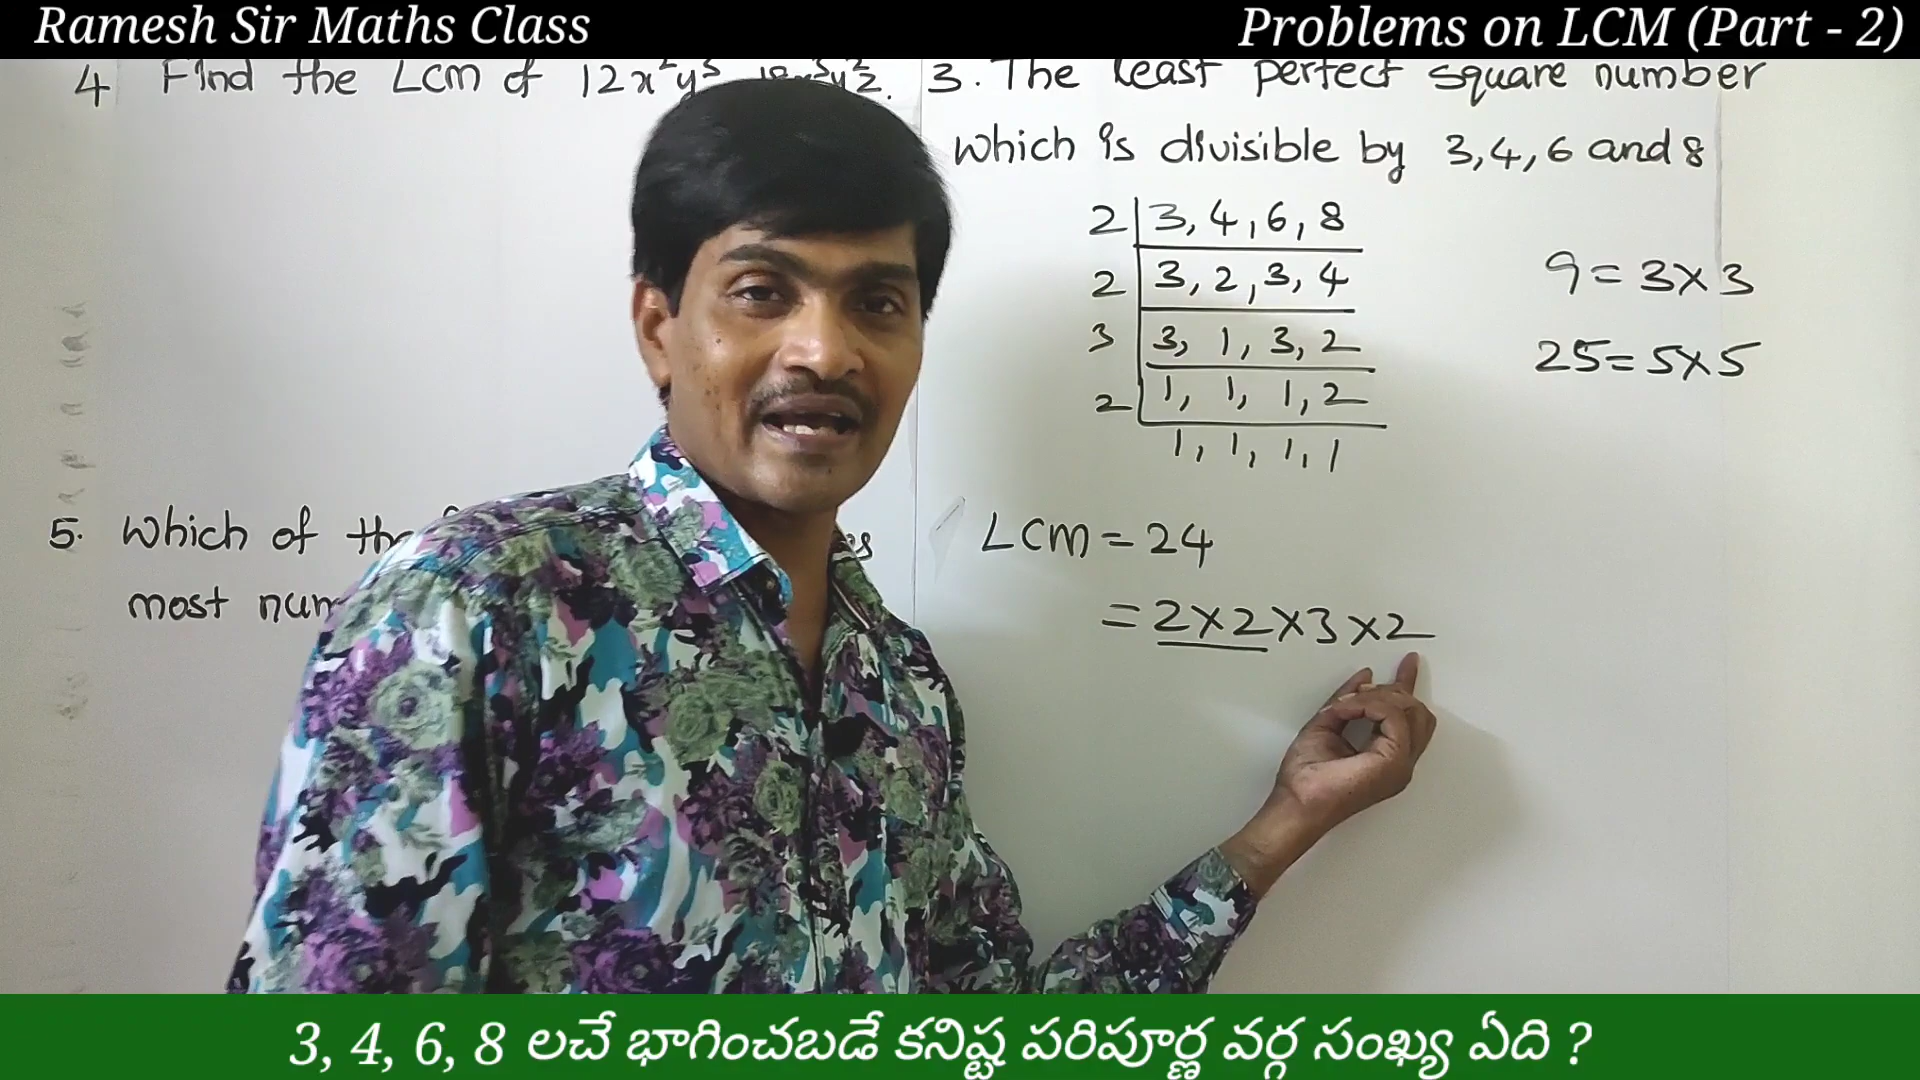 Ramesh Sir Maths Class
Problems on LCM (Part - 2)
4 Find the Lcm of 12x²y³
3. The least perfect square number
which is divisible by 3,4,6 and 8
2 | 3, 4, 6, 8
2 | 3, 2, 3, 4
3 | 3, 1, 3, 2
2 | 1, 1, 1, 2
1, 1, 1, 1
9 = 3×3
25 = 5×5
LCM = 24
= 2×2×3×2
5. Which of the
most num
3, 4, 6, 8 లచే భాగించబడే కనిష్ట పరిపూర్ణ వర్గ సంఖ్య ఏది ?